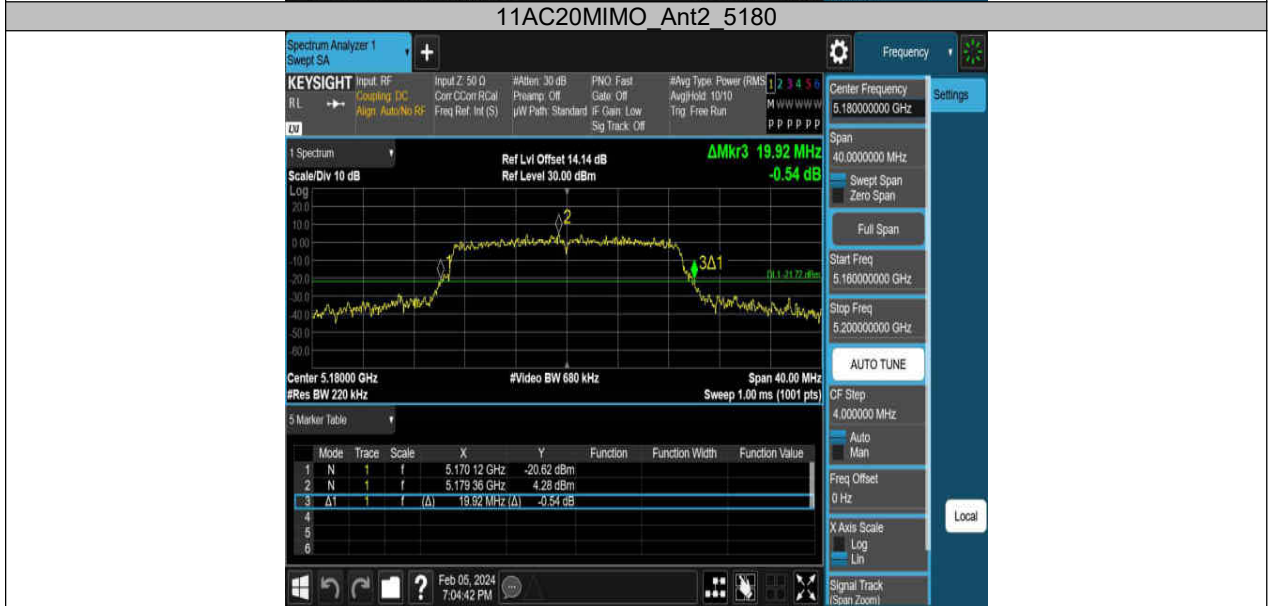 11AC20MIMO_Ant2_5180
Spectrum Analyzer 1
Swept SA
+
Frequency
KEYSIGHT
RL
Input: RF
Coupling: DC
Align: Auto/No RF
Input Z: 50 Ω
Corr CCorr RCal
Freq Ref: Int (S)
#Atten: 30 dB
Preamp: Off
µW Path: Standard
PNO: Fast
Gate: Off
IF Gain: Low
Sig Track: Off
#Avg Type: Power (RMS
Avg|Hold: 10/10
Trig: Free Run
1 2 3 4 5 6
M W W W W W
P P P P P P
1 Spectrum
Scale/Div 10 dB
Ref Lvl Offset 14.14 dB
Ref Level 30.00 dBm
ΔMkr3 19.92 MHz
-0.54 dB
Log
20.0
10.0
0.00
-10.0
-20.0
-30.0
-40.0
-50.0
-60.0
1
2
3Δ1
DL1 -21.72 dBm
Center 5.18000 GHz
#Res BW 220 kHz
#Video BW 680 kHz
Span 40.00 MHz
Sweep 1.00 ms (1001 pts)
5 Marker Table
Mode Trace Scale X Y Function Function Width Function Value
1 N 1 f 5.170 12 GHz -20.62 dBm
2 N 1 f 5.179 36 GHz 4.28 dBm
3 Δ1 1 f (Δ) 19.92 MHz (Δ) -0.54 dB
4
5
6
Feb 05, 2024
7:04:42 PM
Center Frequency
5.180000000 GHz
Settings
Span
40.0000000 MHz
Swept Span
Zero Span
Full Span
Start Freq
5.160000000 GHz
Stop Freq
5.200000000 GHz
AUTO TUNE
CF Step
4.000000 MHz
Auto
Man
Freq Offset
0 Hz
X Axis Scale
Log
Lin
Local
Signal Track
(Span Zoom)